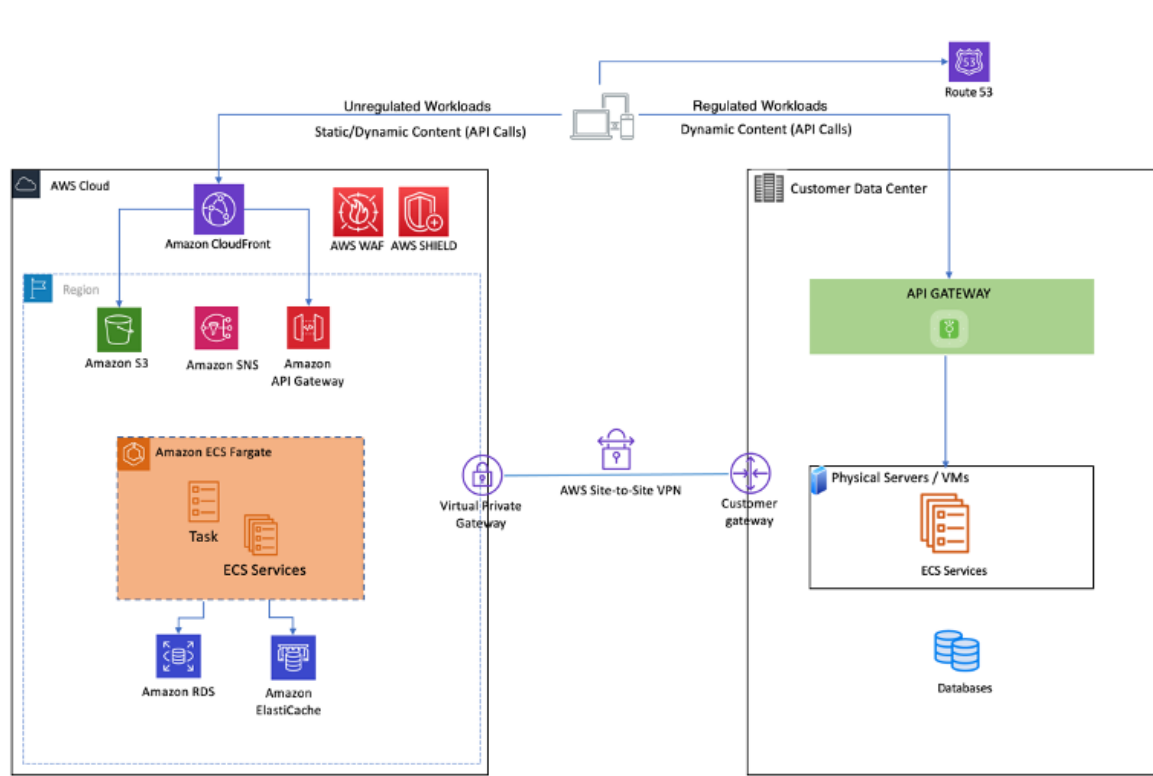 53
Route 53
Unregulated Workloads
Static/Dynamic Content (API Calls)
Regulated Workloads
Dynamic Content (API Calls)
AWS Cloud
Amazon CloudFront
AWS WAF
AWS SHIELD
Region
Amazon S3
Amazon SNS
Amazon
API Gateway
Amazon ECS Fargate
Task
ECS Services
Amazon RDS
Amazon
ElastiCache
Virtual Private
Gateway
AWS Site-to-Site VPN
Customer
gateway
Customer Data Center
API GATEWAY
Physical Servers / VMs
ECS Services
Databases